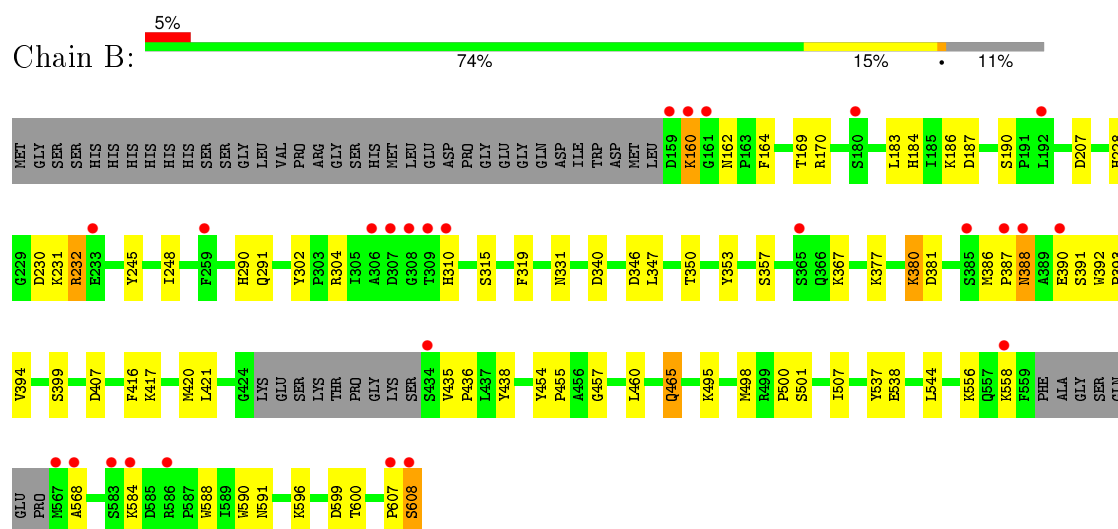 Chain B:
5%
74%
15%
•
11%
MET GLY SER SER HIS HIS HIS HIS HIS HIS SER SER GLY LEU VAL PRO ARG GLY SER HIS MET LEU GLU ASP PRO GLY GLU GLY GLN ASP ILE TRP ASP MET LEU D159 K160 G161 N162 P163 F164 T169 R170 S180 L183 H184 I185 K186 D187 S190 P191 L192 D207 H228
G229 D230 K231 R232 E233 Y245 I248 F259 H290 Q291 Y302 P303 R304 I305 A306 D307 G308 T309 H310 S315 F319 N331 D340 D346 L347 T350 Y353 S357 S365 Q366 K367 K377 K380 D381 S385 M386 P387 N388 A389 E390 S391 W392
V394 S399 D407 F416 K417 M420 L421 G424 LYS GLU SER LYS THR PRO GLY LYS SER S434 V435 P436 L437 Y438 Y454 P455 A456 G457 L460 Q465 K495 M498 R499 P500 S501 I507 Y537 E538 L544 K556 Q557 K558 F559 PHE ALA GLY SER GLN
GLU PRO M567 A568 S583 K584 D585 R586 P587 W588 I589 W590 N591 K596 D599 T600 P607 S608